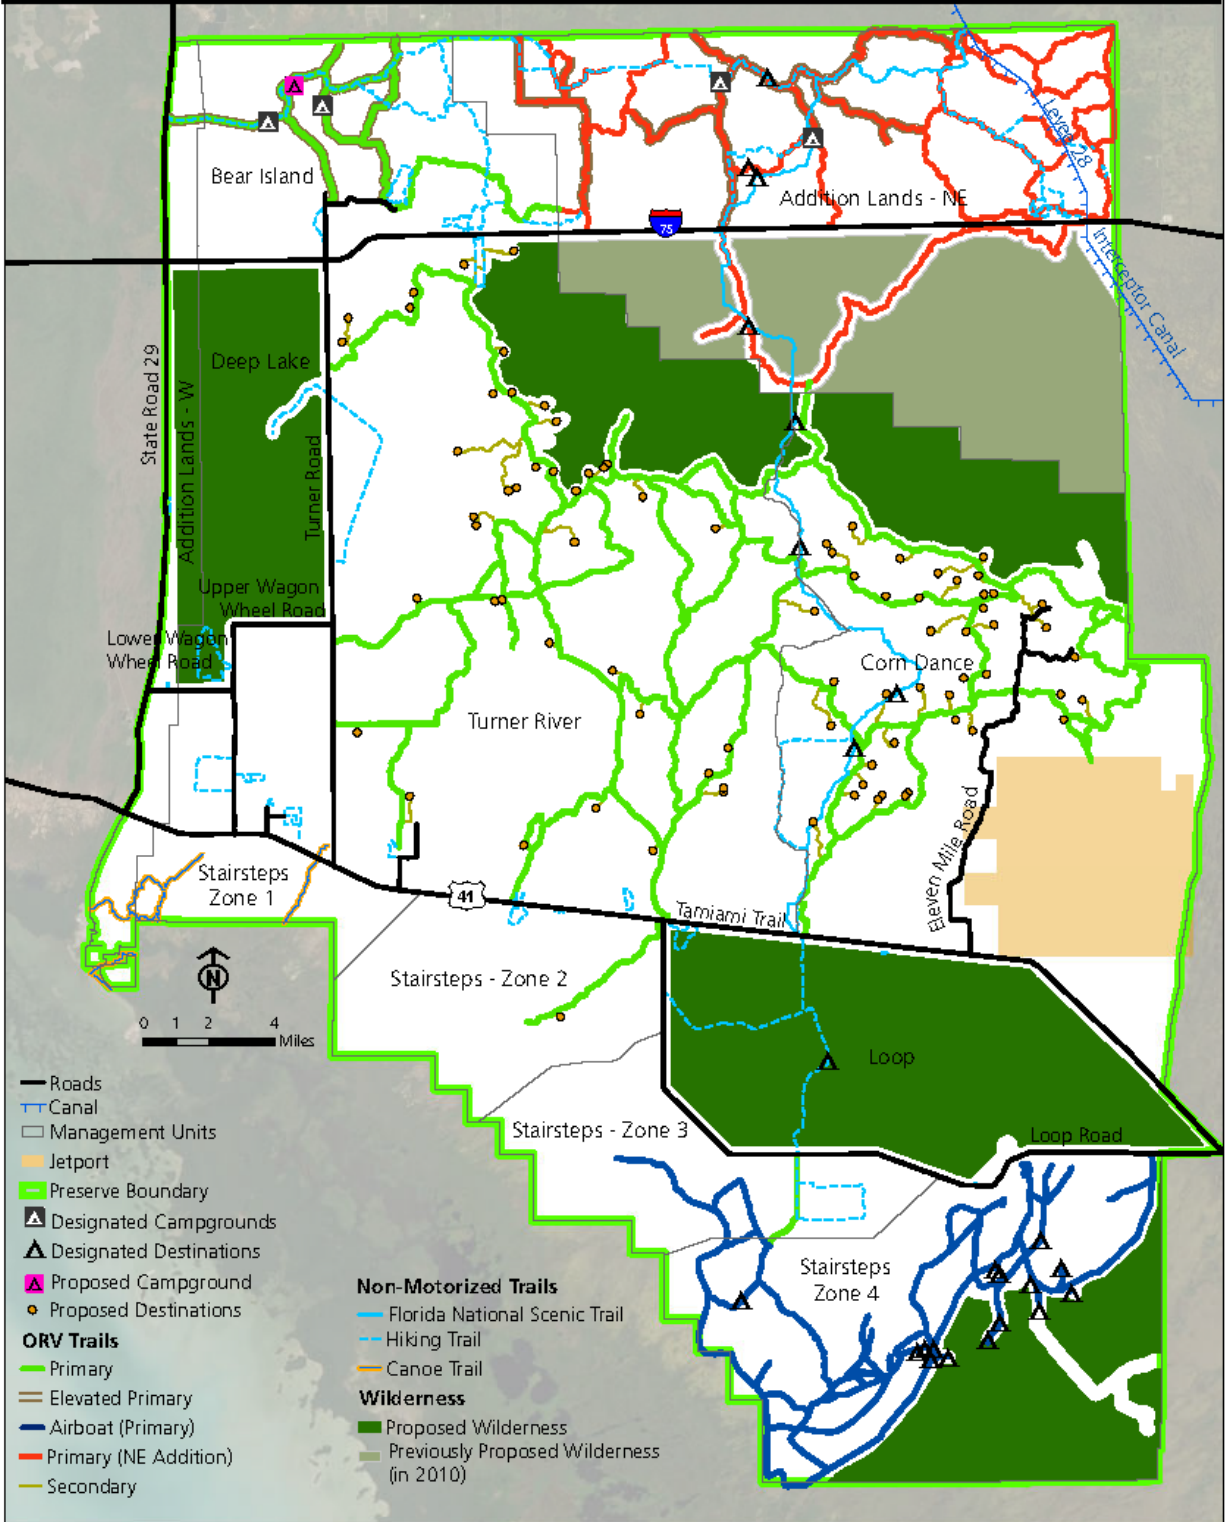 Bear Island
Addition Lands - NE
Levee 28
75
Interceptor Canal
State Road 29
Deep Lake
Addition Lands - W
Turner Road
Upper Wagon
Wheel Road
Lower Wagon
Wheel Road
Corn Dance
Turner River
Eleven Mile Road
Stairsteps
Zone 1
41
Tamiami Trail
Stairsteps - Zone 2
N
0 1 2 4
Miles
Loop
Stairsteps - Zone 3
Loop Road
Stairsteps
Zone 4
Roads
Canal
Management Units
Jetport
Preserve Boundary
Designated Campgrounds
Designated Destinations
Proposed Campground
Proposed Destinations
ORV Trails
Primary
Elevated Primary
Airboat (Primary)
Primary (NE Addition)
Secondary
Non-Motorized Trails
Florida National Scenic Trail
Hiking Trail
Canoe Trail
Wilderness
Proposed Wilderness
Previously Proposed Wilderness
(in 2010)